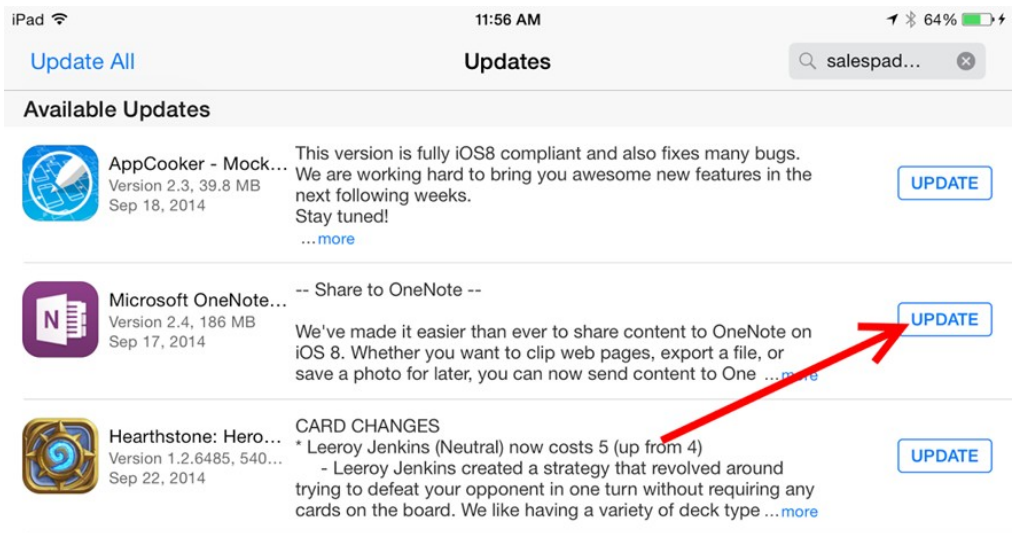 iPad 11:56 AM 64%
Update All Updates salespad...
Available Updates
AppCooker - Mock...
Version 2.3, 39.8 MB
Sep 18, 2014
This version is fully iOS8 compliant and also fixes many bugs.
We are working hard to bring you awesome new features in the
next following weeks.
Stay tuned!
...more
UPDATE
Microsoft OneNote...
Version 2.4, 186 MB
Sep 17, 2014
-- Share to OneNote --
We've made it easier than ever to share content to OneNote on
iOS 8. Whether you want to clip web pages, export a file, or
save a photo for later, you can now send content to One ...more
UPDATE
N
Hearthstone: Hero...
Version 1.2.6485, 540...
Sep 22, 2014
CARD CHANGES
* Leeroy Jenkins (Neutral) now costs 5 (up from 4)
- Leeroy Jenkins created a strategy that revolved around
trying to defeat your opponent in one turn without requiring any
cards on the board. We like having a variety of deck type ...more
UPDATE